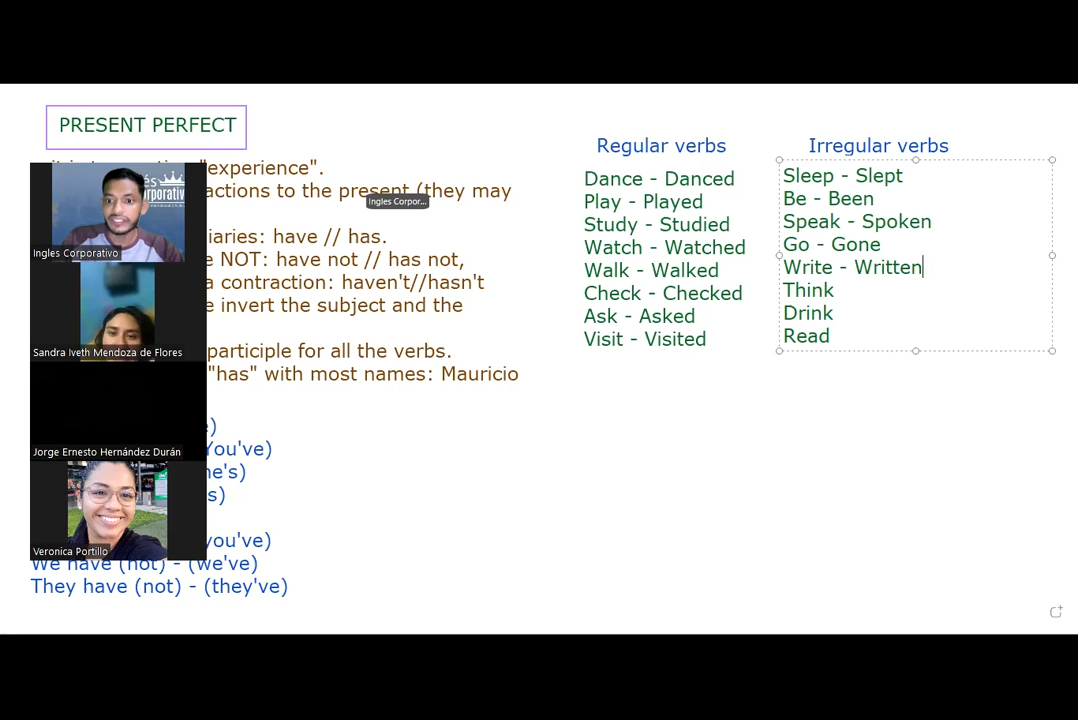 PRESENT PERFECT
"experience".
actions to the present (they may
Ingles Corpor...
diaries: have // has.
NOT: have not // has not,
a contraction: haven't//hasn't
invert the subject and the
participle for all the verbs.
"has" with most names: Mauricio
You've)
he's)
you've)
We have (not) - (we've)
They have (not) - (they've)
és
orporativ
Ingles Corporativo
Sandra Iveth Mendoza de Flores
Jorge Ernesto Hernández Durán
Veronica Portillo
Regular verbs
Dance - Danced
Play - Played
Study - Studied
Watch - Watched
Walk - Walked
Check - Checked
Ask - Asked
Visit - Visited
Irregular verbs
Sleep - Slept
Be - Been
Speak - Spoken
Go - Gone
Write - Written
Think
Drink
Read